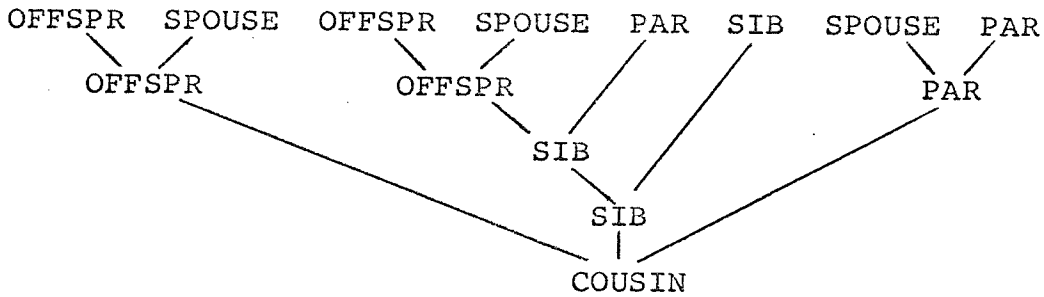 OFFSPR SPOUSE OFFSPR SPOUSE PAR SIB SPOUSE PAR
OFFSPR OFFSPR PAR
SIB
SIB
COUSIN